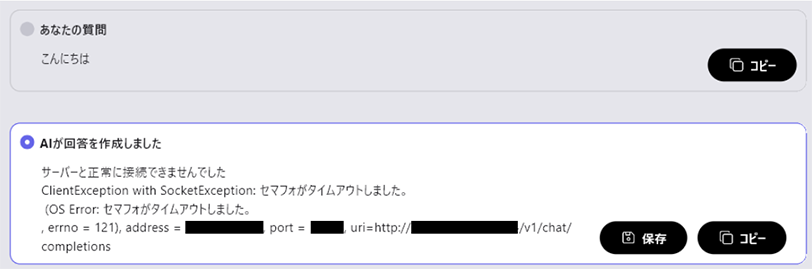 あなたの質問
こんにちは
コピー
AIが回答を作成しました
サーバーと正常に接続できませんでした
ClientException with SocketException: セマフォがタイムアウトしました。
(OS Error: セマフォがタイムアウトしました。
, errno = 121), address = , port = , uri=http:///v1/chat/
completions
保存 コピー